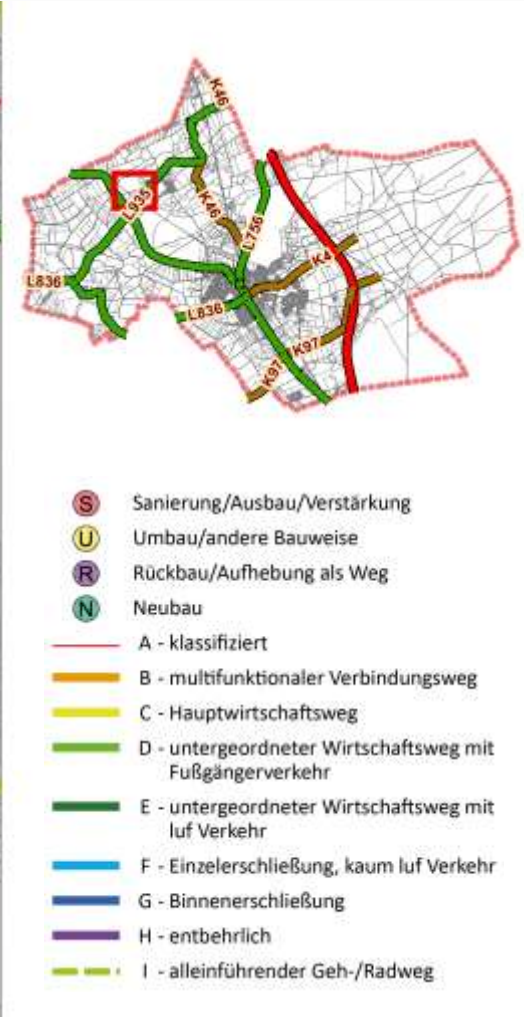 K46
L935
K46
L756
K4
L836
L836
K97
K97
S Sanierung/Ausbau/Verstärkung
U Umbau/andere Bauweise
R Rückbau/Aufhebung als Weg
N Neubau
A - klassifiziert
B - multifunktionaler Verbindungsweg
C - Hauptwirtschaftsweg
D - untergeordneter Wirtschaftsweg mit
Fußgängerverkehr
E - untergeordneter Wirtschaftsweg mit
luf Verkehr
F - Einzelerschließung, kaum luf Verkehr
G - Binnenerschließung
H - entbehrlich
I - alleinführender Geh-/Radweg